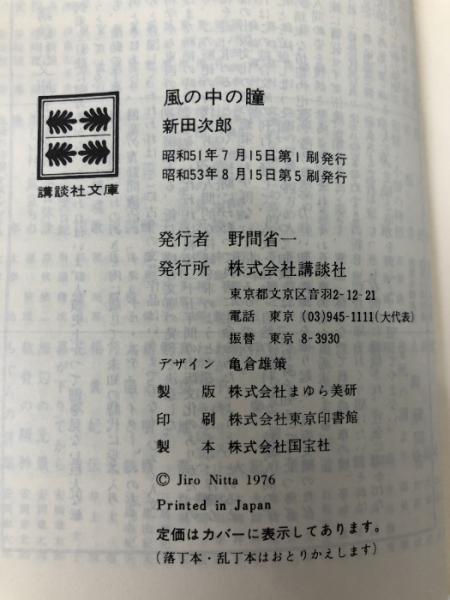 風の中の瞳
新田次郎
昭和51年7月15日第1刷発行
昭和53年8月15日第5刷発行
講談社文庫
発行者 野間省一
発行所 株式会社講談社
東京都文京区音羽2-12-21
電話 東京 (03)945-1111(大代表)
振替 東京 8-3930
デザイン 亀倉雄策
製版 株式会社まゆら美研
印刷 株式会社東京印書館
製本 株式会社国宝社
© Jiro Nitta 1976
Printed in Japan
定価はカバーに表示してあります。
(落丁本・乱丁本はおとりかえします)